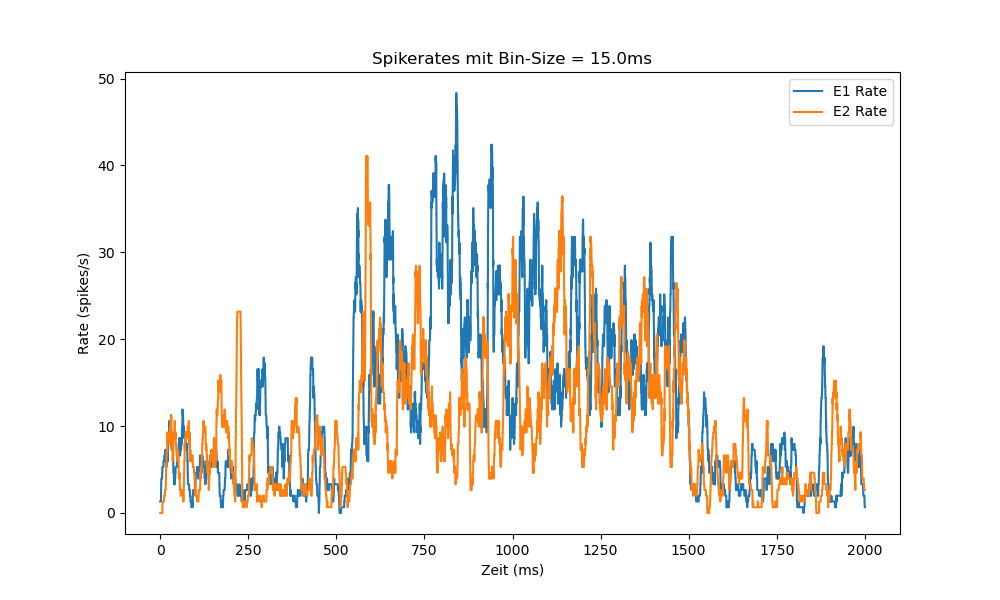 Spikerates mit Bin-Size = 15.0ms
E1 Rate
E2 Rate
Rate (spikes/s)
50
40
30
20
10
0
0 250 500 750 1000 1250 1500 1750 2000
Zeit (ms)